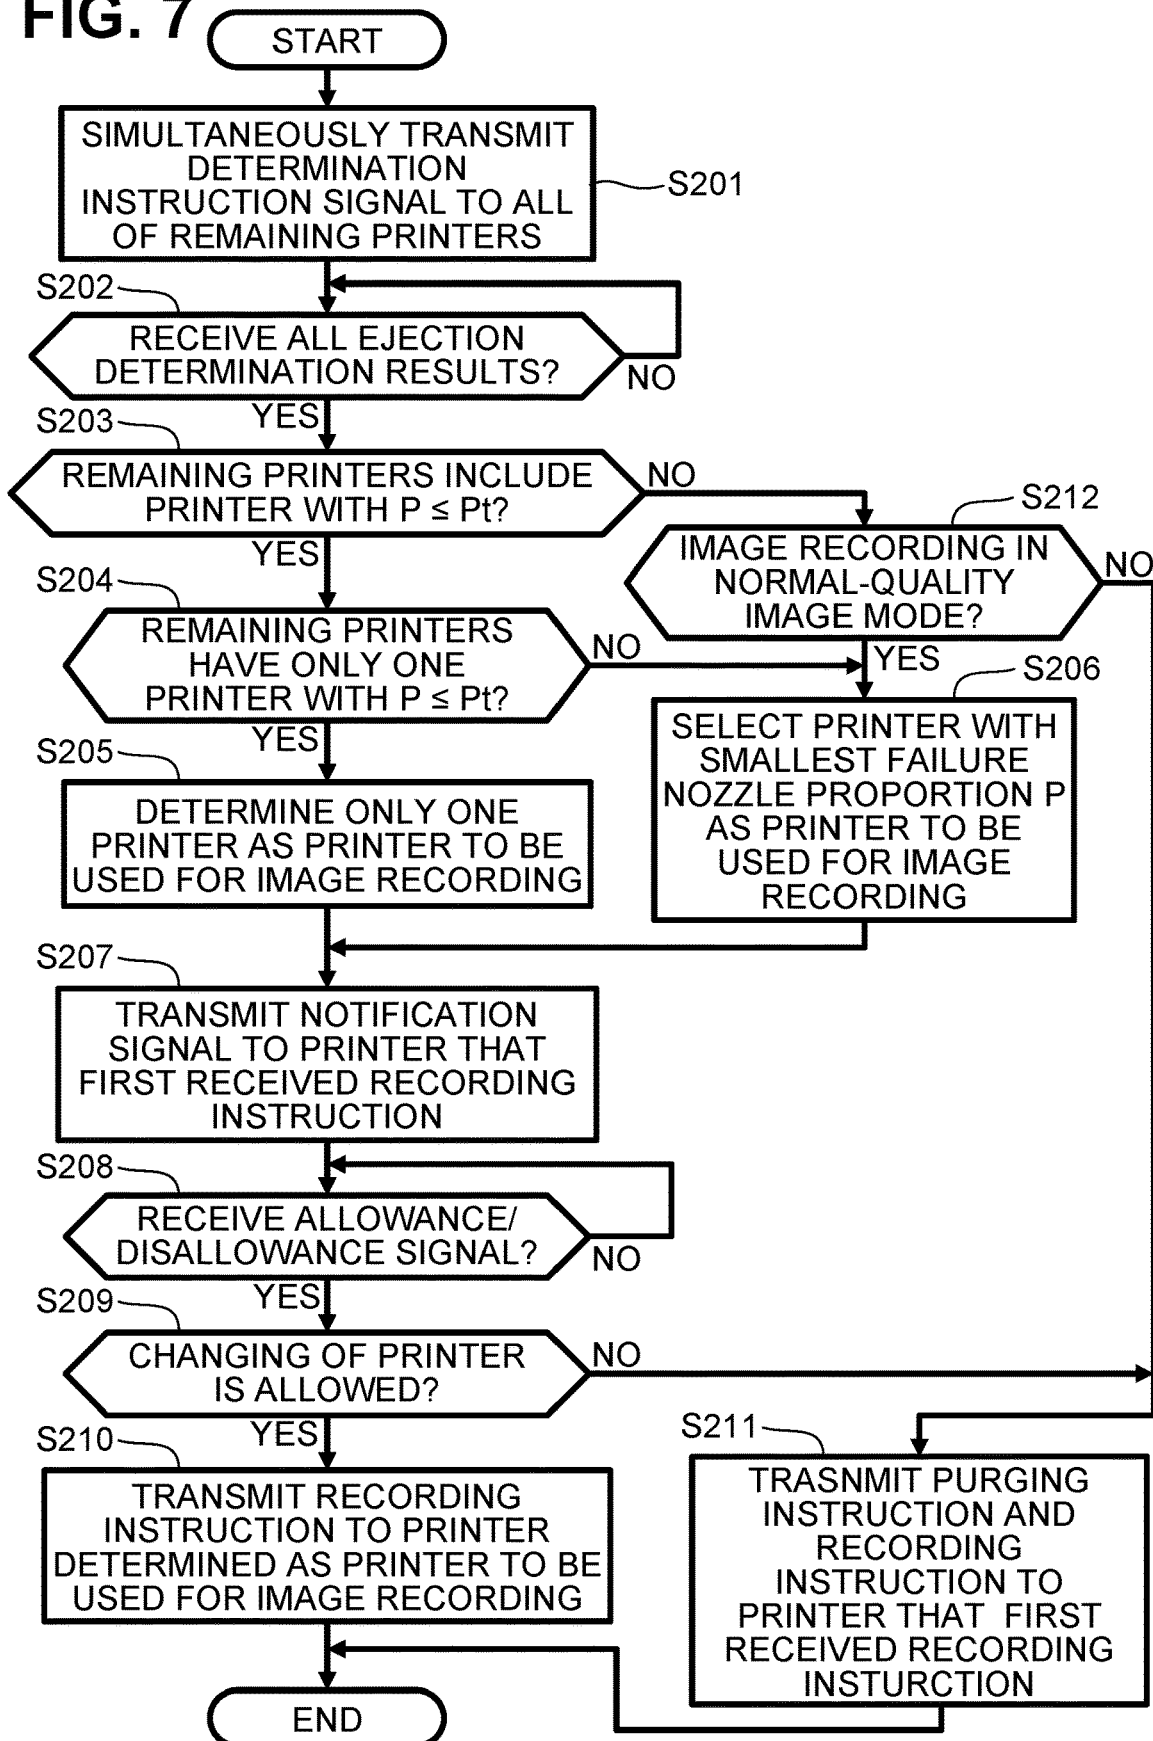 FIG. 7
START
SIMULTANEOUSLY TRANSMIT
DETERMINATION
INSTRUCTION SIGNAL TO ALL
OF REMAINING PRINTERS
S201
S202
RECEIVE ALL EJECTION
DETERMINATION RESULTS?
NO
YES
S203
REMAINING PRINTERS INCLUDE
PRINTER WITH P ≤ Pt?
NO
YES
S212
IMAGE RECORDING IN
NORMAL-QUALITY
IMAGE MODE?
NO
YES
S204
REMAINING PRINTERS
HAVE ONLY ONE
PRINTER WITH P ≤ Pt?
NO
YES
S206
SELECT PRINTER WITH
SMALLEST FAILURE
NOZZLE PROPORTION P
AS PRINTER TO BE
USED FOR IMAGE
RECORDING
S205
DETERMINE ONLY ONE
PRINTER AS PRINTER TO BE
USED FOR IMAGE RECORDING
S207
TRANSMIT NOTIFICATION
SIGNAL TO PRINTER THAT
FIRST RECEIVED RECORDING
INSTRUCTION
S208
RECEIVE ALLOWANCE/
DISALLOWANCE SIGNAL?
NO
YES
S209
CHANGING OF PRINTER
IS ALLOWED?
NO
YES
S210
TRANSMIT RECORDING
INSTRUCTION TO PRINTER
DETERMINED AS PRINTER TO BE
USED FOR IMAGE RECORDING
S211
TRASNMIT PURGING
INSTRUCTION AND
RECORDING
INSTRUCTION TO
PRINTER THAT FIRST
RECEIVED RECORDING
INSTURCTION
END